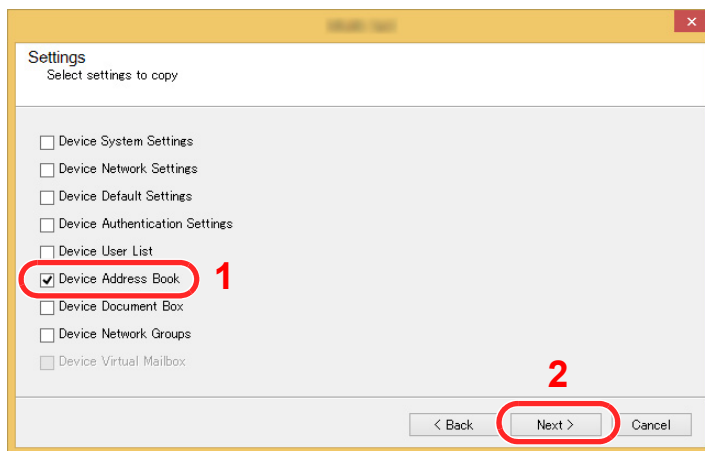 Settings
Select settings to copy
Device System Settings
Device Network Settings
Device Default Settings
Device Authentication Settings
Device User List
Device Address Book 1
Device Document Box
Device Network Groups
Device Virtual Mailbox
2
< Back Next > Cancel